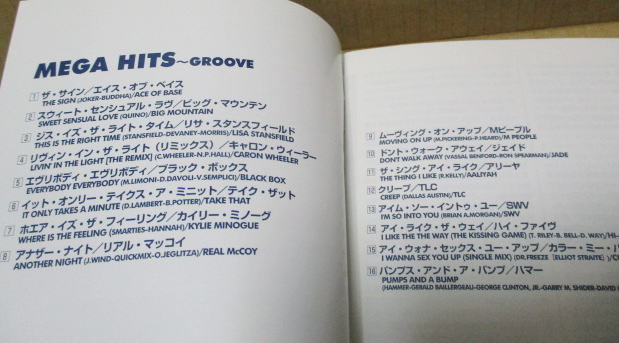 MEGA HITS～GROOVE
1 ザ・サイン／エイス・オブ・ベイス
THE SIGN (JOKER-BUDDHA)/ACE OF BASE
2 スウィート・センシュアル・ラヴ／ビッグ・マウンテン
SWEET SENSUAL LOVE (QUINO)/BIG MOUNTAIN
3 ジス・イズ・ザ・ライト・タイム／リサ・スタンスフィールド
THIS IS THE RIGHT TIME (STANSFIELD-DEVANEY-MORRIS)/LISA STANSFIELD
4 リヴィン・イン・ザ・ライト（リミックス）／キャロン・ウィーラー
LIVIN' IN THE LIGHT [THE REMIX] (C.WHEELER-N.P.HALL)/CARON WHEELER
5 エヴリボディ・エヴリボディ／ブラック・ボックス
EVERYBODY EVERYBODY (M.LIMONI-D.DAVOLI-V.SEMPLICI)/BLACK BOX
6 イット・オンリー・テイクス・ア・ミニット／テイク・ザット
IT ONLY TAKES A MINUTE (D.LAMBERT-B.POTTER)/TAKE THAT
7 ホエア・イズ・ザ・フィーリング／カイリー・ミノーグ
WHERE IS THE FEELING (SMARTIES-HANNAH)/KYLIE MINOGUE
8 アナザー・ナイト／リアル・マッコイ
ANOTHER NIGHT (J.WIND-QUICKMIX-O.JEGLITZA)/REAL McCOY
9 ムーヴィング・オン・アップ／Mピープル
MOVING ON UP (M.PICKERING-P.HEARD)/M PEOPLE
10 ドント・ウォーク・アウェイ／ジェイド
DONT WALK AWAY (VASSAL BENFORD-RON SPEARMAN)/JADE
11 ザ・シング・アイ・ライク／アリーヤ
THE THING I LIKE (R.KELLY)/AALIYAH
12 クリープ／TLC
CREEP (DALLAS AUSTIN)/TLC
13 アイム・ソー・イントゥ・ユー／SWV
I'M SO INTO YOU (BRIAN A.MORGAN)/SWV
14 アイ・ライク・ザ・ウェイ／ハイ・ファイヴ
I LIKE THE THE WAY (THE KISSING GAME) (T. RILEY-B. BELL-D. WAY)/HI-
15 アイ・ウォナ・セックス・ユー・アップ／カラー・ミー・
I WANNA SEX YOU UP (SINGLE MIX) (DR.FREEZE [ELLIOT STRAITE])/
16 パンプス・アンド・ア・バンプ／ハマー
PUMPS AND A BUMP
(HAMMER-GERALD BAILLERGEAU-GEORGE CLINTON, JR.-GARRY M. SHIDER-DAVID